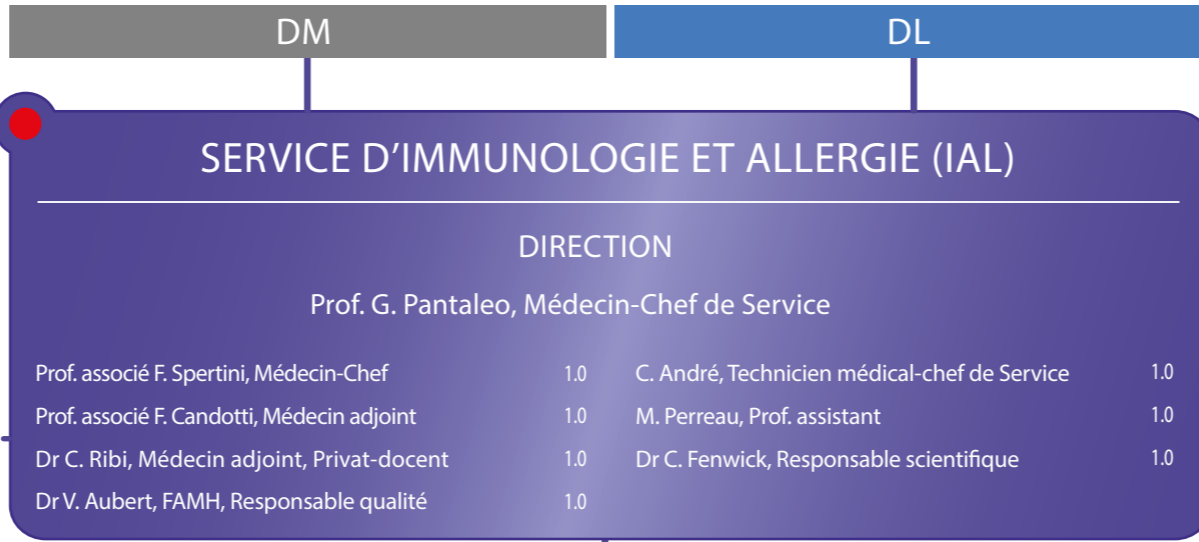 DM
DL
SERVICE D'IMMUNOLOGIE ET ALLERGIE (IAL)
DIRECTION
Prof. G. Pantaleo, Médecin-Chef de Service
Prof. associé F. Spertini, Médecin-Chef 1.0
Prof. associé F. Candotti, Médecin adjoint 1.0
Dr C. Ribi, Médecin adjoint, Privat-docent 1.0
Dr V. Aubert, FAMH, Responsable qualité 1.0
C. André, Technicien médical-chef de Service 1.0
M. Perreau, Prof. assistant 1.0
Dr C. Fenwick, Responsable scientifique 1.0